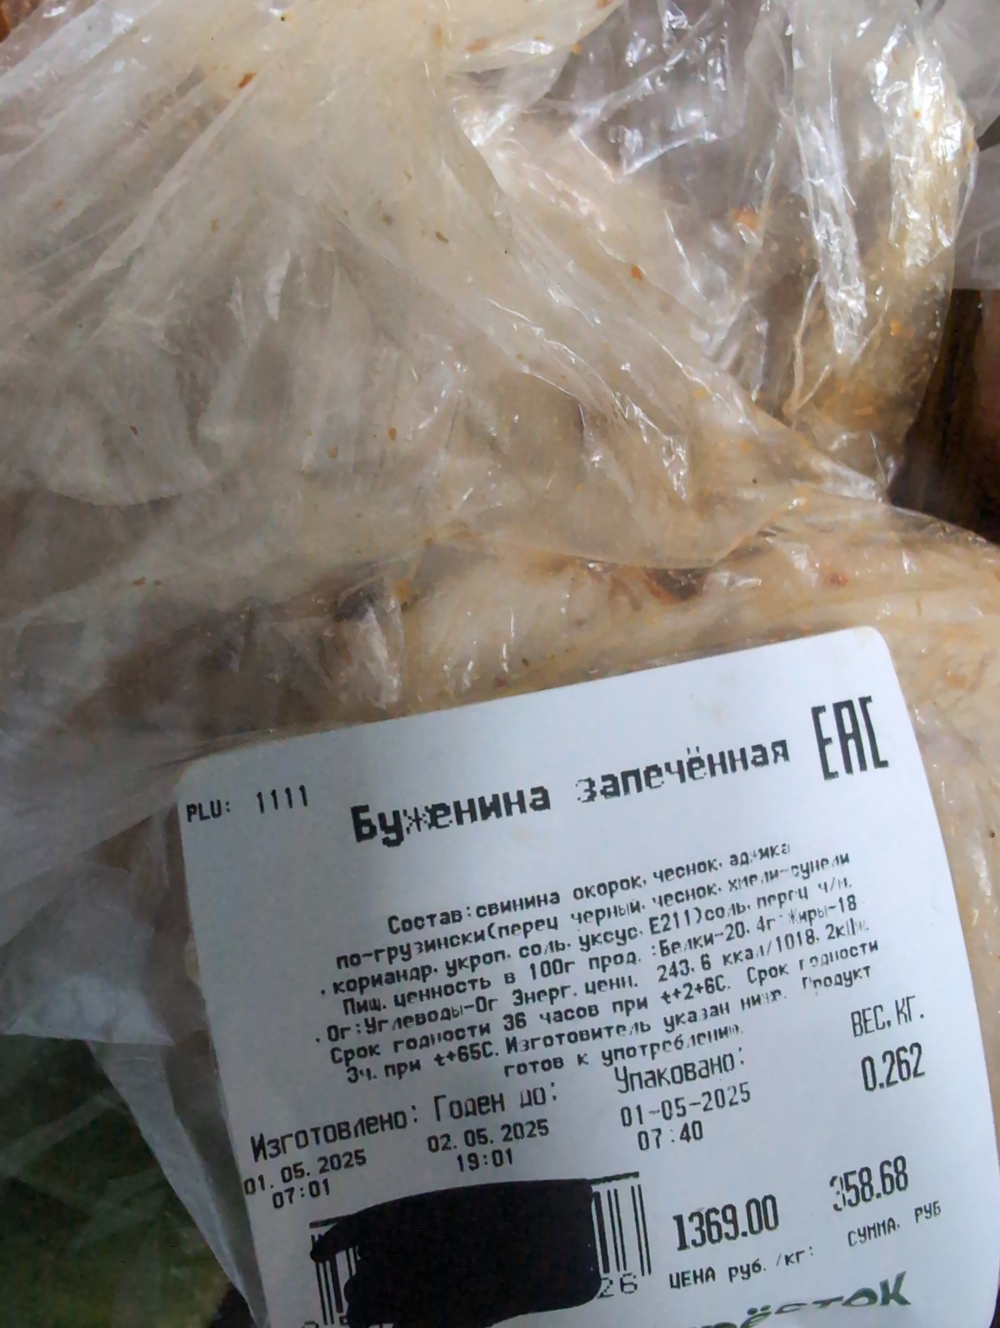 PLU: 1111
Буженина запечённая
EAC
Состав:свинина окорок, чеснок, аджика
по-грузински(перец черный, чеснок, хмели-сунели
, кориандр, укроп, соль, уксус, E211)соль, перец ч/м.
Пищ. ценность в 100г прод. :Белки-20. 4г Жиры-18
. 0г:Углеводы-0г Энерг. ценн. 243. 6 ккал/1018. 2
Срок годности 36 часов при t+2+6C. Срок годности
3ч. при t+65C. Изготовитель указан ниже. Продукт
готов к употреблению.
Изготовлено: Годен до: Упаковано: ВЕС, КГ.
01. 05. 2025 02. 05. 2025 01-05-2025 0.262
07:01 19:01 07:40
1369.00 358.68
ЦЕНА РУБ. /КГ: СУММА. РУБ
26